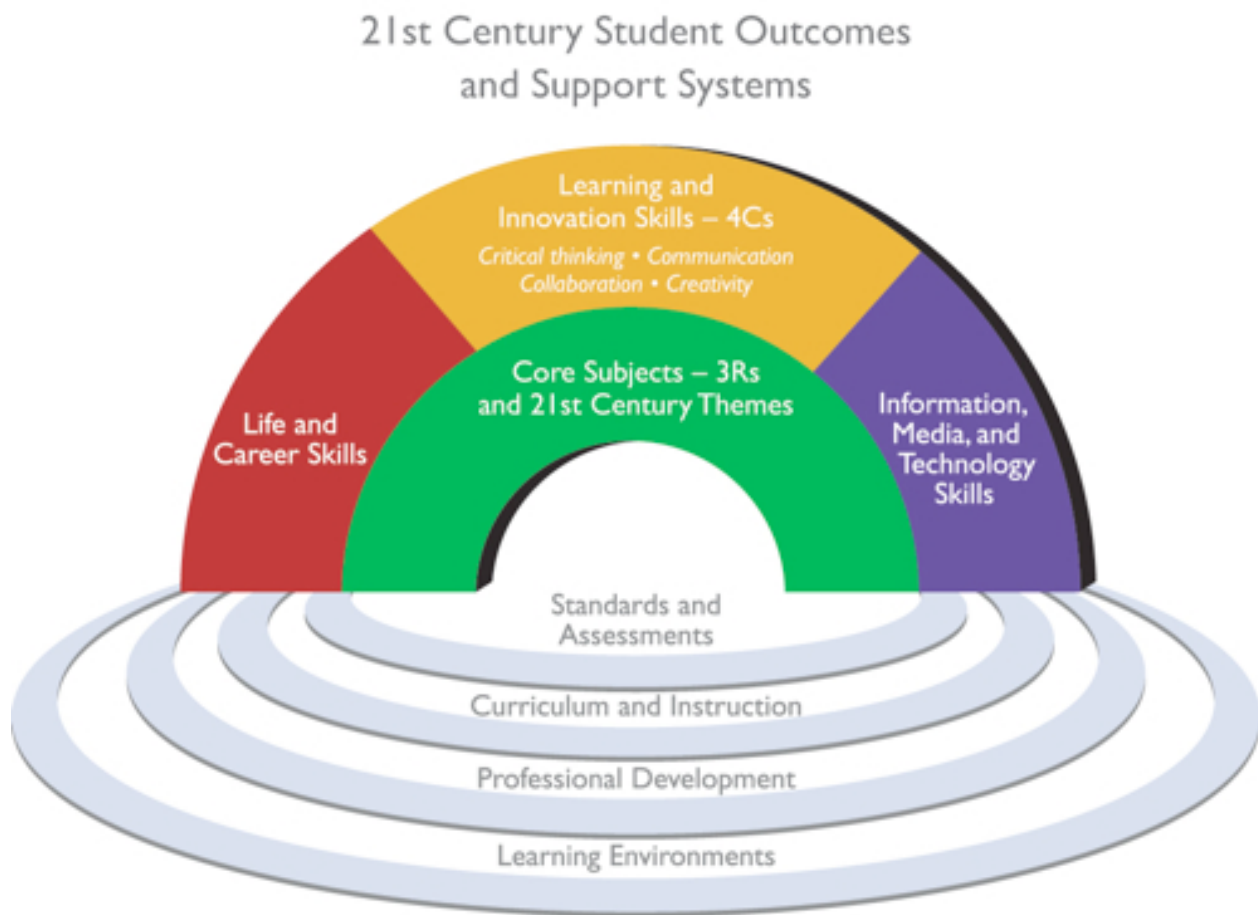 21st Century Student Outcomes
and Support Systems
Learning and
Innovation Skills – 4Cs
Critical thinking • Communication
Collaboration • Creativity
Core Subjects – 3Rs
and 21st Century Themes
Life and
Career Skills
Information,
Media, and
Technology
Skills
Standards and
Assessments
Curriculum and Instruction
Professional Development
Learning Environments